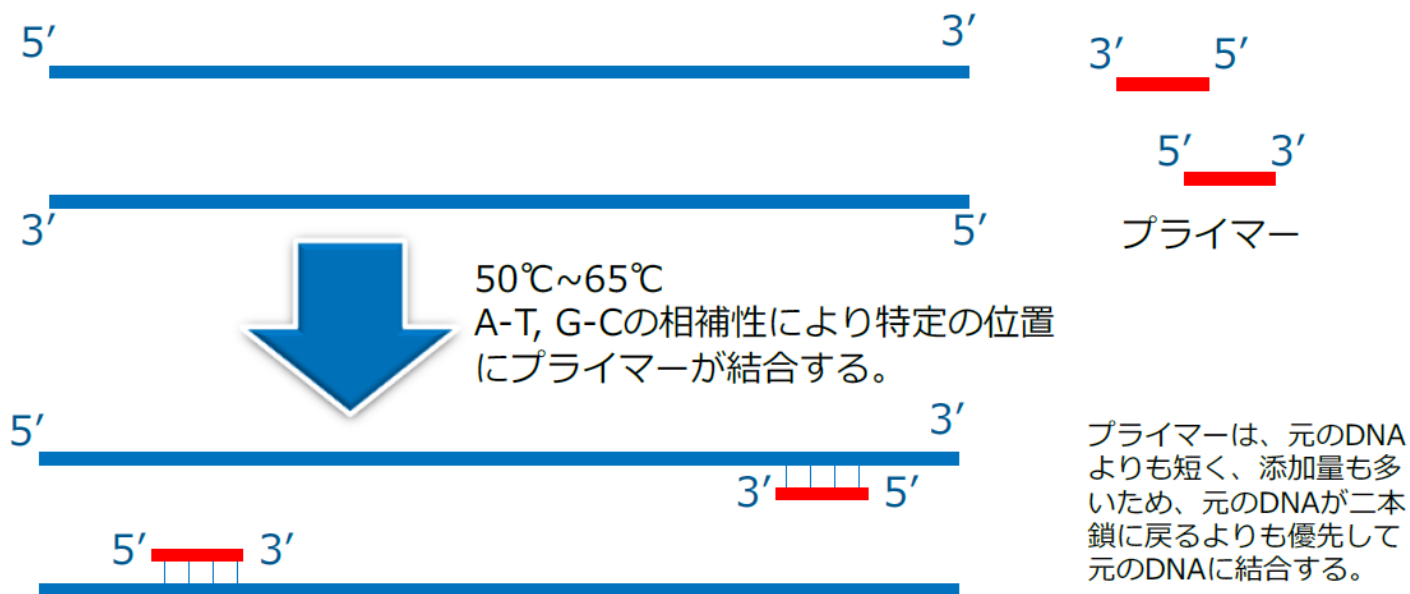 5′
3′
3′
5′
5′
3′
プライマー
3′
5′
50℃~65℃
A-T, G-Cの相補性により特定の位置
にプライマーが結合する。
5′
3′
3′
5′
5′
3′
プライマーは、元のDNA
よりも短く、添加量も多
いため、元のDNAが二本
鎖に戻るよりも優先して
元のDNAに結合する。